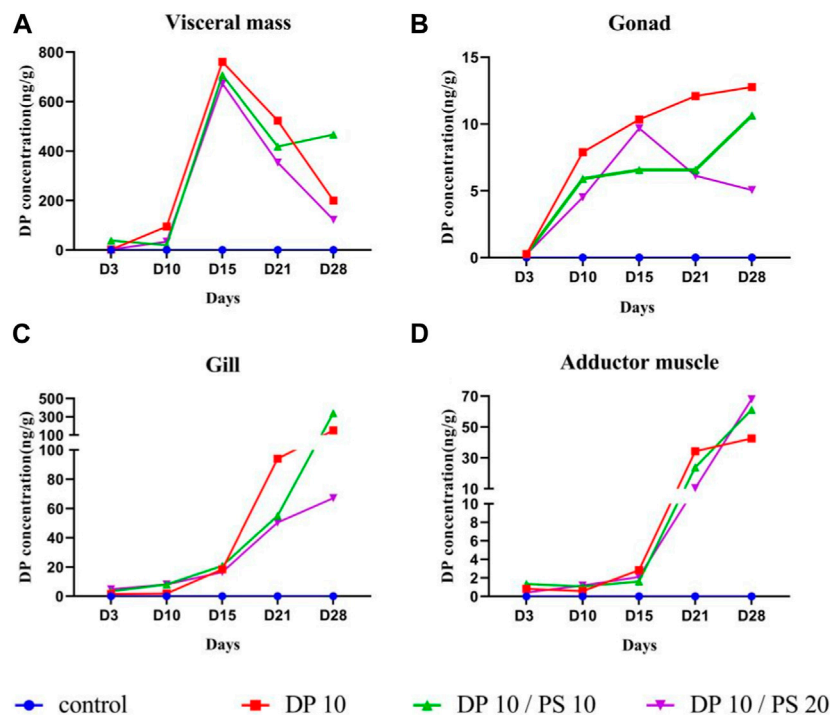 A
Visceral mass
DP concentration(ng/g)
800
600
400
200
0
D3 D10 D15 D21 D28
Days
B
Gonad
DP concentration(ng/g)
15
10
5
0
D3 D10 D15 D21 D28
Days
C
Gill
DP concentration(ng/g)
500
300
100
100
80
60
40
20
0
D3 D10 D15 D21 D28
Days
D
Adductor muscle
DP concentration(ng/g)
70
50
30
10
10
8
6
4
2
0
D3 D10 D15 D21 D28
Days
control DP 10 DP 10 / PS 10 DP 10 / PS 20